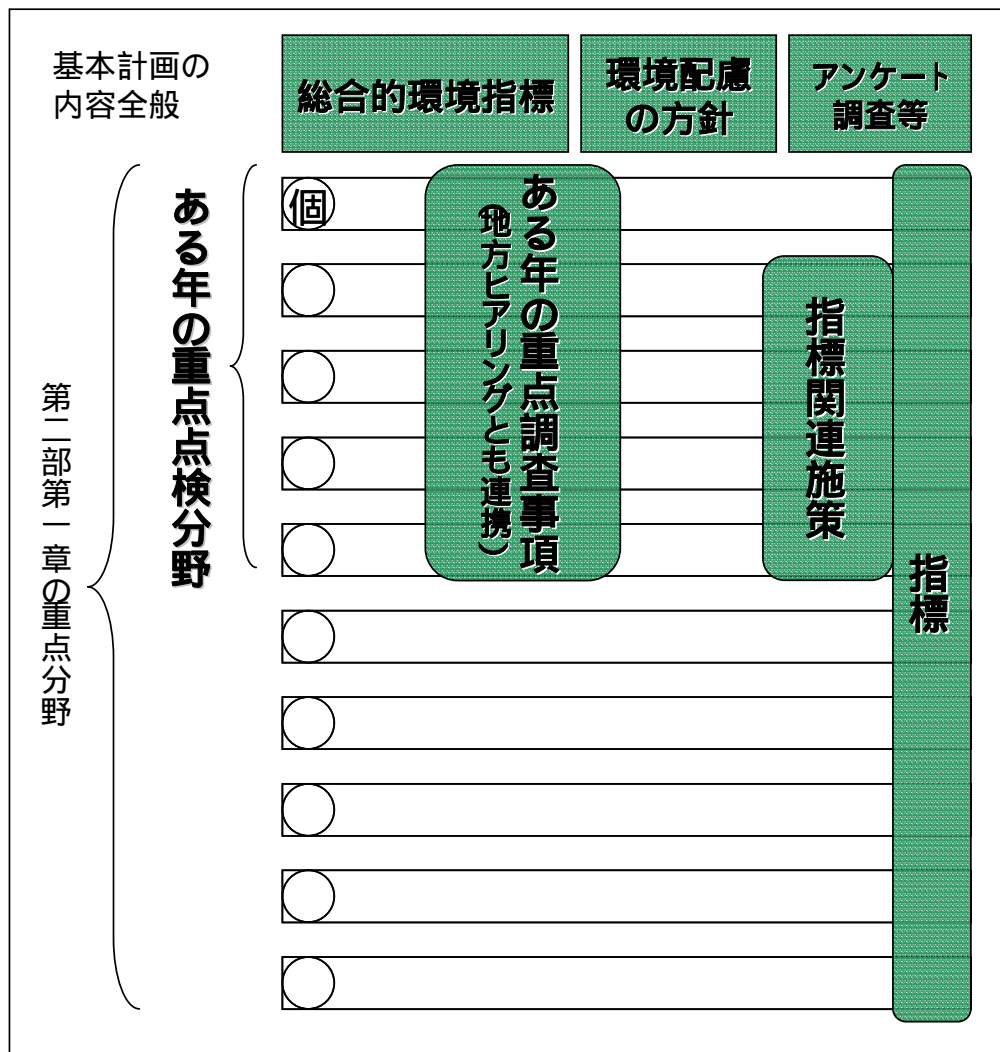 基本計画の
内容全般
総合的環境指標
環境配慮
の方針
アンケート
調査等
第二部第一章の重点分野
ある年の重点点検分野
個
ある年の重点調査事項
（地方ヒアリングとも連携）
指標関連施策
指標